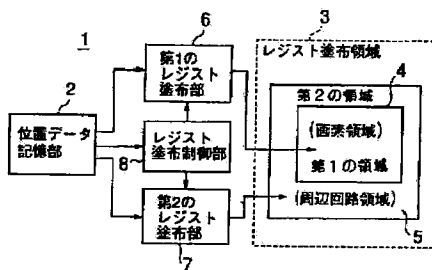 1
2
位置データ
記憶部
6
第1の
レジスト
塗布部
8
レジスト
塗布制御部
第2の
レジスト
塗布部
7
3
レジスト塗布領域
4
第2の領域
(画素領域)
第1の領域
(周辺回路領域)
5